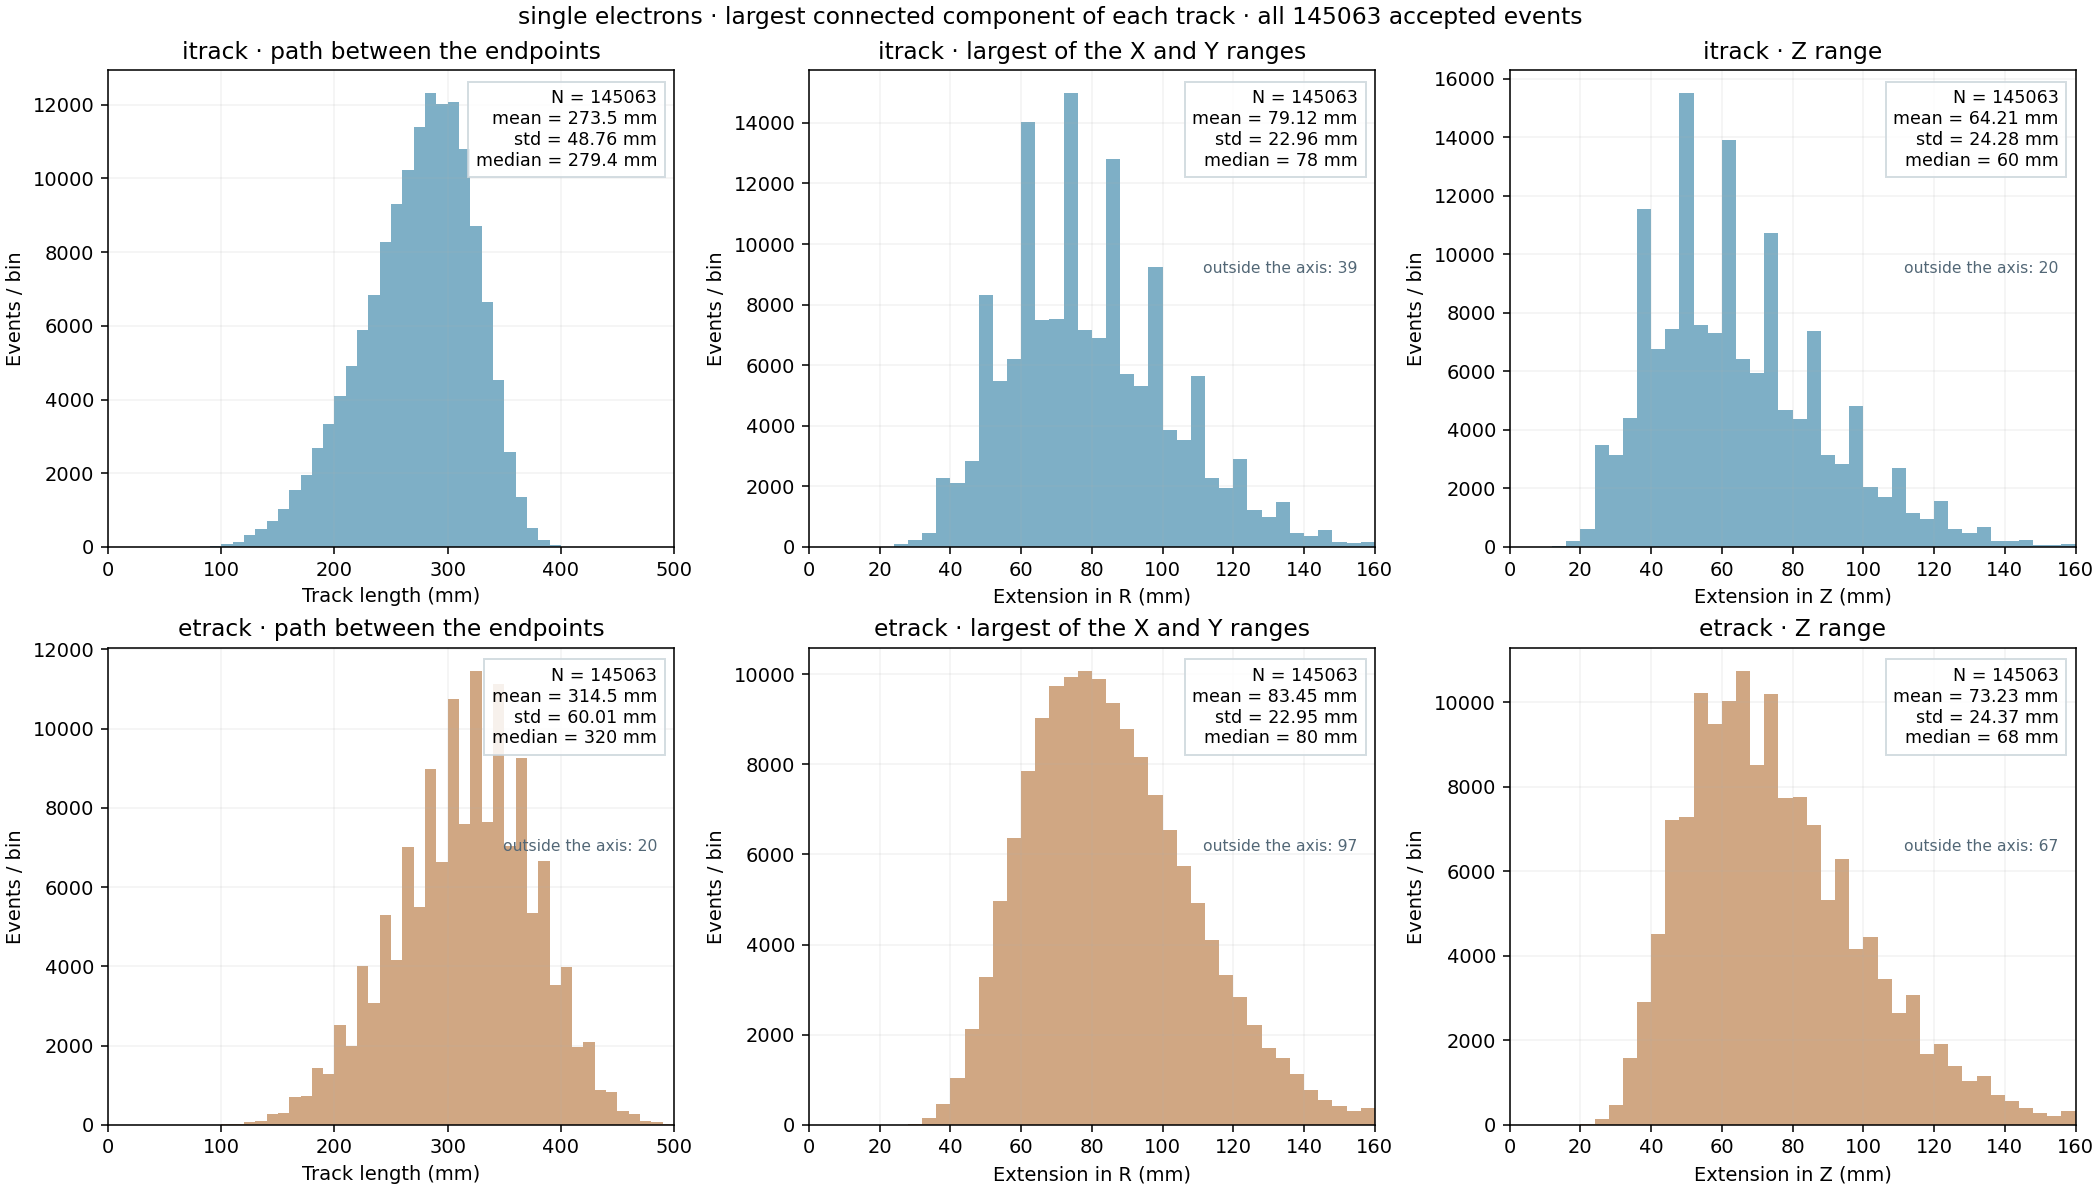 single electrons · largest connected component of each track · all 145063 accepted events
itrack · path between the endpoints
12000
10000
8000
6000
4000
2000
0
Events / bin
N = 145063
mean = 273.5 mm
std = 48.76 mm
median = 279.4 mm
0 100 200 300 400 500
Track length (mm)
itrack · largest of the X and Y ranges
14000
12000
10000
8000
6000
4000
2000
0
Events / bin
N = 145063
mean = 79.12 mm
std = 22.96 mm
median = 78 mm
outside the axis: 39
0 20 40 60 80 100 120 140 160
Extension in R (mm)
itrack · Z range
16000
14000
12000
10000
8000
6000
4000
2000
0
Events / bin
N = 145063
mean = 64.21 mm
std = 24.28 mm
median = 60 mm
outside the axis: 20
0 20 40 60 80 100 120 140 160
Extension in Z (mm)
etrack · path between the endpoints
12000
10000
8000
6000
4000
2000
0
Events / bin
N = 145063
mean = 314.5 mm
std = 60.01 mm
median = 320 mm
outside the axis: 20
0 100 200 300 400 500
Track length (mm)
etrack · largest of the X and Y ranges
10000
8000
6000
4000
2000
0
Events / bin
N = 145063
mean = 83.45 mm
std = 22.95 mm
median = 80 mm
outside the axis: 97
0 20 40 60 80 100 120 140 160
Extension in R (mm)
etrack · Z range
10000
8000
6000
4000
2000
0
Events / bin
N = 145063
mean = 73.23 mm
std = 24.37 mm
median = 68 mm
outside the axis: 67
0 20 40 60 80 100 120 140 160
Extension in Z (mm)